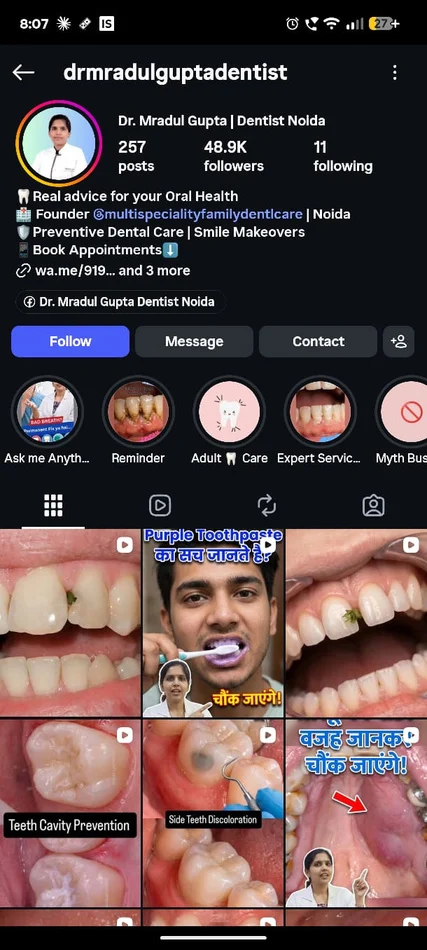 8:07
IS
27
drmradulguptadentist
Dr. Mradul Gupta | Dentist Noida
257 48.9K 11
posts followers following
🦷Real advice for your Oral Health
🏥 Founder @multispecialityfamilydentlcare | Noida
🛡️Preventive Dental Care | Smile Makeovers
📱Book Appointments⬇️
wa.me/919... and 3 more
Dr. Mradul Gupta Dentist Noida
Follow Message Contact
BAD BREATH?
Ask me Anyth... Reminder Adult 🦷 Care Expert Servic... Myth Bus
Purple Toothpaste
का सच जानते है?
चौंक जाएंगे!
Teeth Cavity Prevention
Side Teeth Discoloration
वजह जानकर
चौंक जाएंगे!